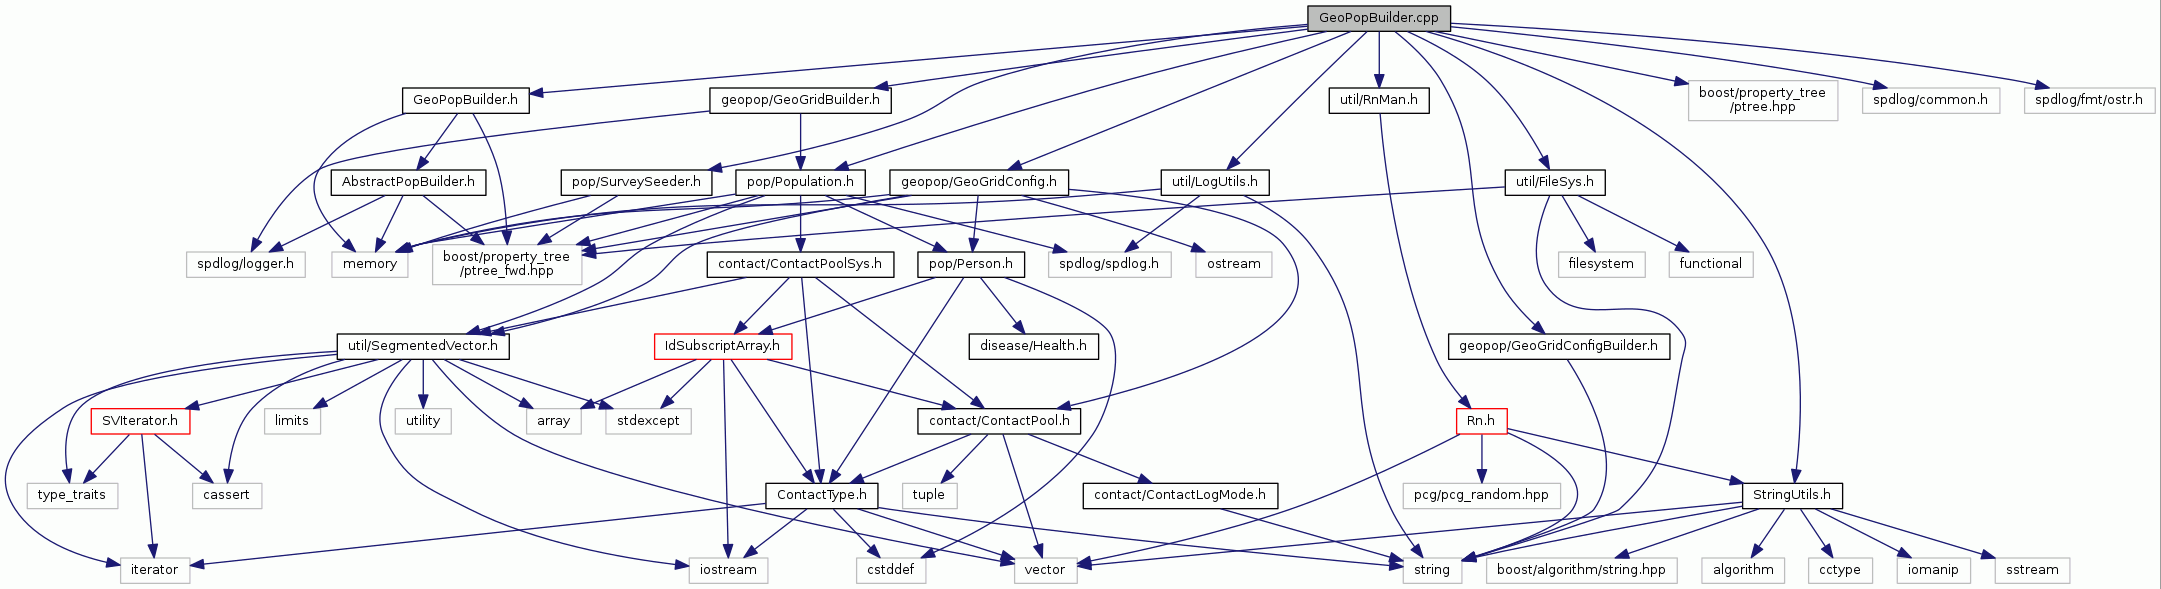 GeoPopBuilder.cpp
GeoPopBuilder.h
geopop/GeoGridBuilder.h
util/RnMan.h
boost/property_tree
/ptree.hpp
spdlog/common.h
spdlog/fmt/ostr.h
AbstractPopBuilder.h
pop/SurveySeeder.h
pop/Population.h
geopop/GeoGridConfig.h
util/LogUtils.h
util/FileSys.h
spdlog/logger.h
memory
boost/property_tree
/ptree_fwd.hpp
contact/ContactPoolSys.h
pop/Person.h
spdlog/spdlog.h
ostream
filesystem
functional
util/SegmentedVector.h
IdSubscriptArray.h
disease/Health.h
geopop/GeoGridConfigBuilder.h
SVIterator.h
limits
utility
array
stdexcept
contact/ContactPool.h
Rn.h
type_traits
cassert
ContactType.h
tuple
contact/ContactLogMode.h
pcg/pcg_random.hpp
StringUtils.h
iterator
iostream
cstddef
vector
string
boost/algorithm/string.hpp
algorithm
cctype
iomanip
sstream